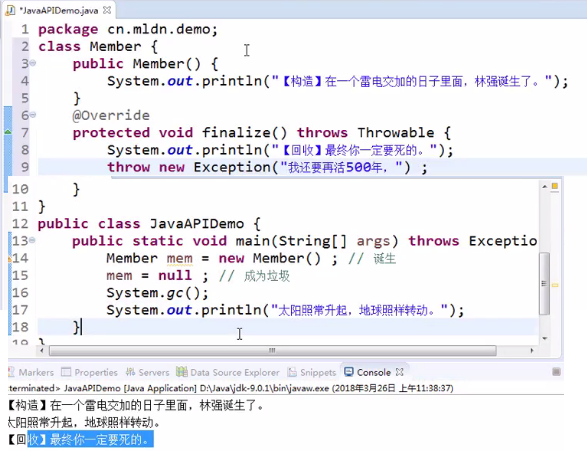 *JavaAPIDemo.java
1 package cn.mldn.demo;
2 class Member {
3 public Member() {
4 System.out.println("【构造】在一个雷电交加的日子里面，林强诞生了。");
5 }
6 @Override
7 protected void finalize() throws Throwable {
8 System.out.println("【回收】最终你一定要死的。");
9 throw new Exception("我还要再活500年，") ;
10 }
11 }
12 public class JavaAPIDemo {
13 public static void main(String[] args) throws Exceptio
14 Member mem = new Member() ; // 诞生
15 mem = null ; // 成为垃圾
16 System.gc();
17 System.out.println("太阳照常升起，地球照样转动。");
18 }
19 }
Markers Properties Servers Data Source Explorer Snippets Console
terminated> JavaAPIDemo [Java Application] D:\Java\jdk-9.0.1\bin\javaw.exe (2018年3月26日 上午11:38:37)
【构造】在一个雷电交加的日子里面，林强诞生了。
太阳照常升起，地球照样转动。
【回收】最终你一定要死的。